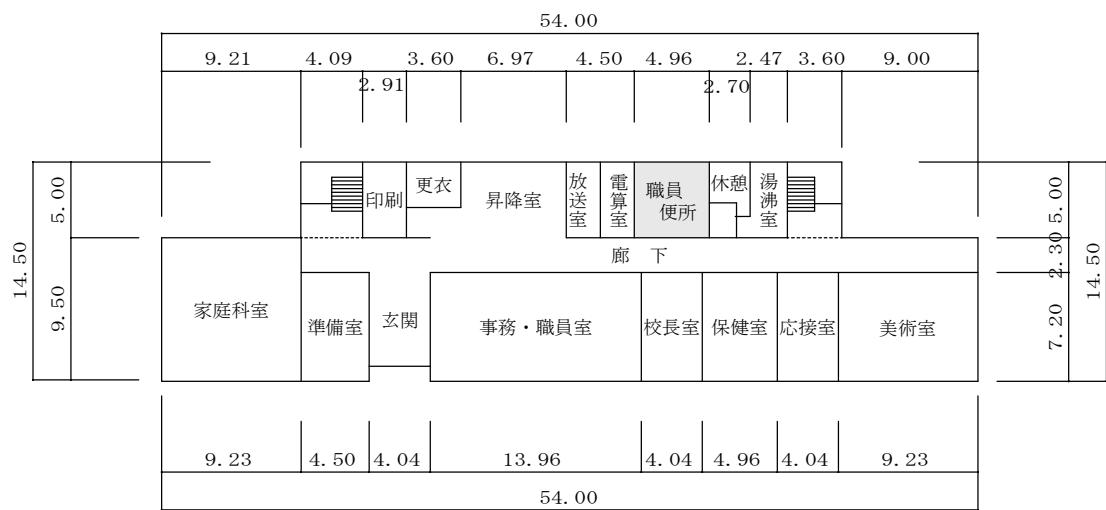 54.00
9.21 4.09 3.60 6.97 4.50 4.96 2.47 3.60 9.00
2.91 2.70
印刷 更衣 昇降室 放送室 電算室 職員便所 休憩 湯沸室
廊 下
家庭科室 準備室 玄関 事務・職員室 校長室 保健室 応接室 美術室
14.50 5.00 9.50
5.00 2.30 7.20 14.50
9.23 4.50 4.04 13.96 4.04 4.96 4.04 9.23
54.00